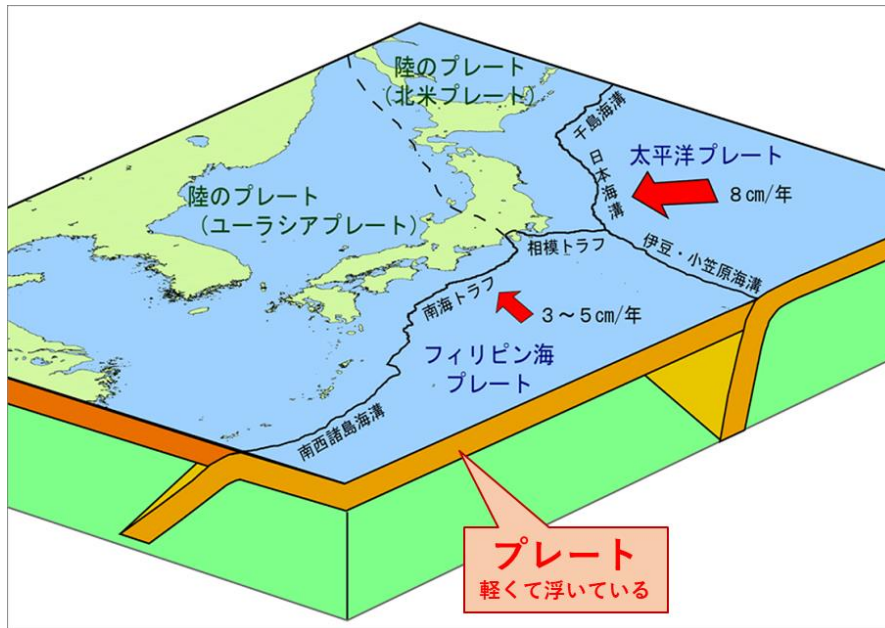 陸のプレート
（北米プレート）
千島海溝
日本海溝
太平洋プレート
8cm/年
陸のプレート
（ユーラシアプレート）
相模トラフ
伊豆・小笠原海溝
南海トラフ
3～5cm/年
フィリピン海
プレート
南西諸島海溝
プレート
軽くて浮いている